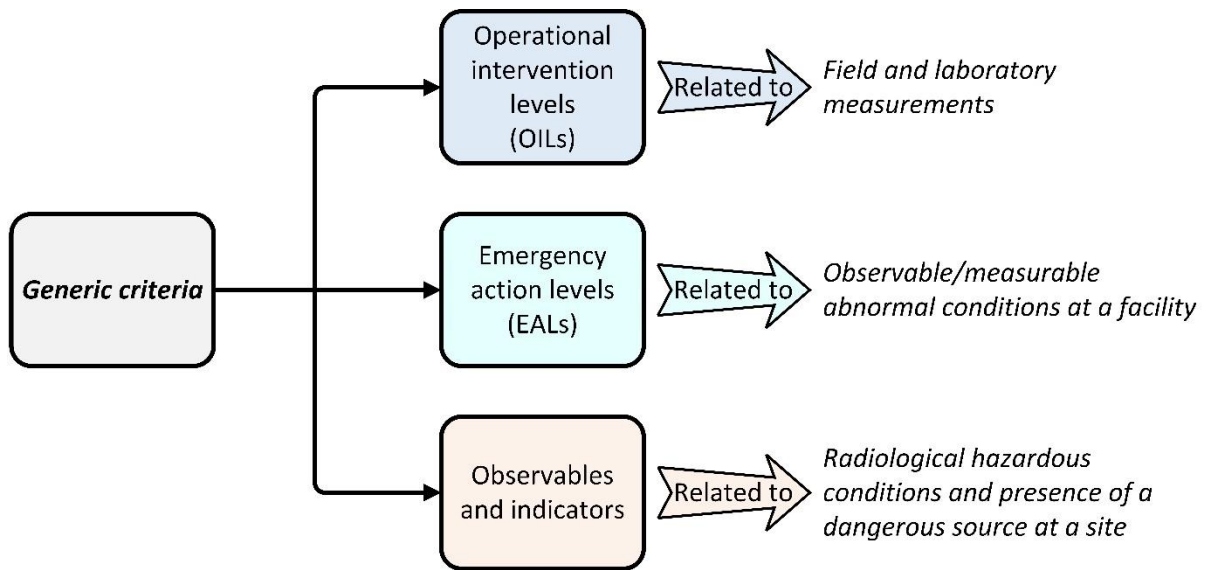 Generic criteria
Operational
intervention
levels
(OILs)
Related to
Field and laboratory
measurements
Emergency
action levels
(EALs)
Related to
Observable/measurable
abnormal conditions at a facility
Observables
and indicators
Related to
Radiological hazardous
conditions and presence of a
dangerous source at a site